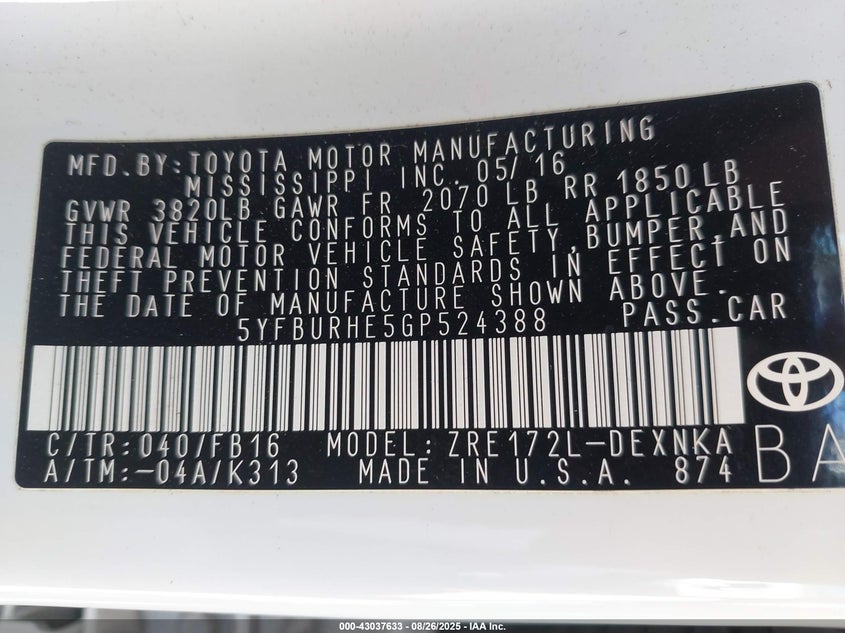 MFD.BY:TOYOTA MOTOR MANUFACTURING
MISSISSIPPI INC. 05/16
GVWR 3820LB GAWR FR 2070 LB RR 1850 LB
THIS VEHICLE CONFORMS TO ALL APPLICABLE
FEDERAL MOTOR VEHICLE SAFETY,BUMPER,AND
THEFT PREVENTION STANDARDS IN EFFECT ON
THE DATE OF MANUFACTURE SHOWN ABOVE.
5YFBURHE5GP524388 PASS.CAR
C/TR:040/FB16 MODEL:ZRE172L-DEXNKA
A/TM:-04A/K313 MADE IN U.S.A. 874
BA
000-43037633 - 08/26/2025 - IAA Inc.